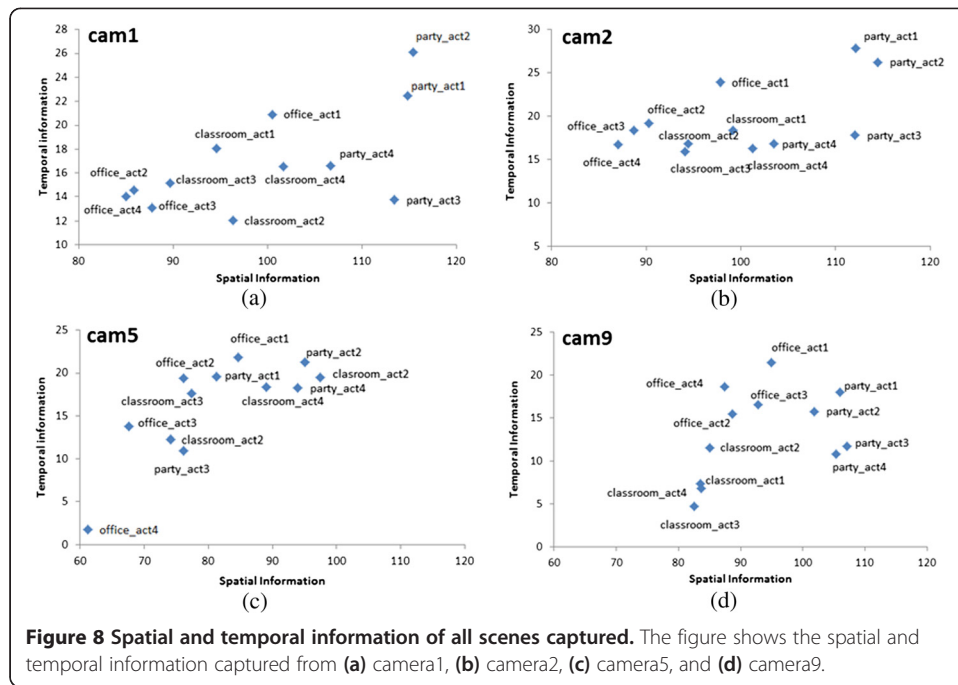 cam1
28
26
24
22
20
18
16
14
12
10
80 90 100 110 120
Temporal Information
Spatial Information
party_act2
party_act1
office_act1
classroom_act1
party_act4
classroom_act4
office_act2
classroom_act3
office_act4
office_act3
party_act3
classroom_act2
(a)
cam2
30
25
20
15
10
5
80 90 100 110 120
Temporal Information
Spatial Information
party_act1
party_act2
office_act1
office_act2
classroom_act1
office_act3
classroom_act2
party_act3
party_act4
office_act4
classroom_act3
classroom_act4
(b)
cam5
25
20
15
10
5
0
60 70 80 90 100 110 120
Temporal information
Spatial Information
office_act1
party_act2
office_act2
party_act1
clasroom_act2
classroom_act3
classroom_act4
party_act4
office_act3
classroom_act2
party_act3
office_act4
(c)
cam9
25
20
15
10
5
0
60 70 80 90 100 110 120
Temporal Information
Spatial Information
office_act1
office_act4
office_act3
party_act1
office_act2
party_act2
classroom_act2
party_act3
party_act4
classroom_act1
classroom_act4
classroom_act3
(d)
Figure 8 Spatial and temporal information of all scenes captured. The figure shows the spatial and
temporal information captured from (a) camera1, (b) camera2, (c) camera5, and (d) camera9.